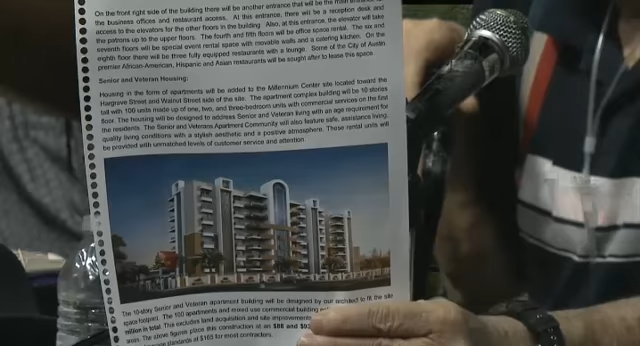 On the front right side of the building there will be another entrance that will be the main entrance
the business offices and restaurant access. At this entrance, there will be a reception desk and
access to the elevators for the other floors in the building. Also, at this entrance, the elevator will take
the patrons up to the upper floors. The fourth and fifth floors will be office space rental. The six and
seventh floors will be special event rental space with movable walls and a catering kitchen. On the
eighth floor there will be three fully equipped restaurants with a lounge. Some of the City of Austin
premier African-American, Hispanic and Asian restaurants will be sought after to lease this space.
Senior and Veteran Housing:
Housing in the form of apartments will be added to the Millennium Center site located toward the
Hargrave Street and Walnut Street side of the site. The apartment complex building will be 10 stories
tall with 100 units made up of one, two, and three-bedroom units with commercial services on the first
floor. The housing will be designed to address Senior and Veteran living with an age requirement for
the residents. The Senior and Veterans Apartment Community will also feature safe, assistance living,
quality living conditions with a stylish aesthetic and a positive atmosphere. These rental units will
be provided with unmatched levels of customer service and attention
The 10-story Senior and Veteran apartment building will be designed by our architect to fit the site
space footprint. The 100 apartments and mixed use commercial building
million in total. This excludes land acquisition and site improvements
The above figures place this construction at an $86 and
standards at $165 for most contractors.